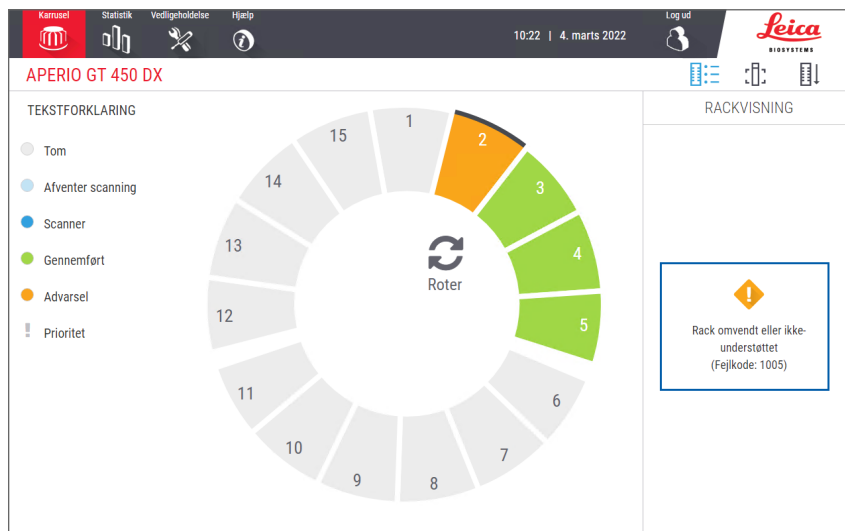 Karrusel
Statistik
Vedligeholdelse
Hjælp
10:22 | 4. marts 2022
Log ud
Leica
BIOSYSTEMS
APERIO GT 450 DX
TEKSTFORKLARING
Tom
Afventer scanning
Scanner
Gennemført
Advarsel
Prioritet
1
2
3
4
5
6
7
8
9
10
11
12
13
14
15
Roter
RACKVISNING
Rack omvendt eller ikke-
understøttet
(Fejlkode: 1005)